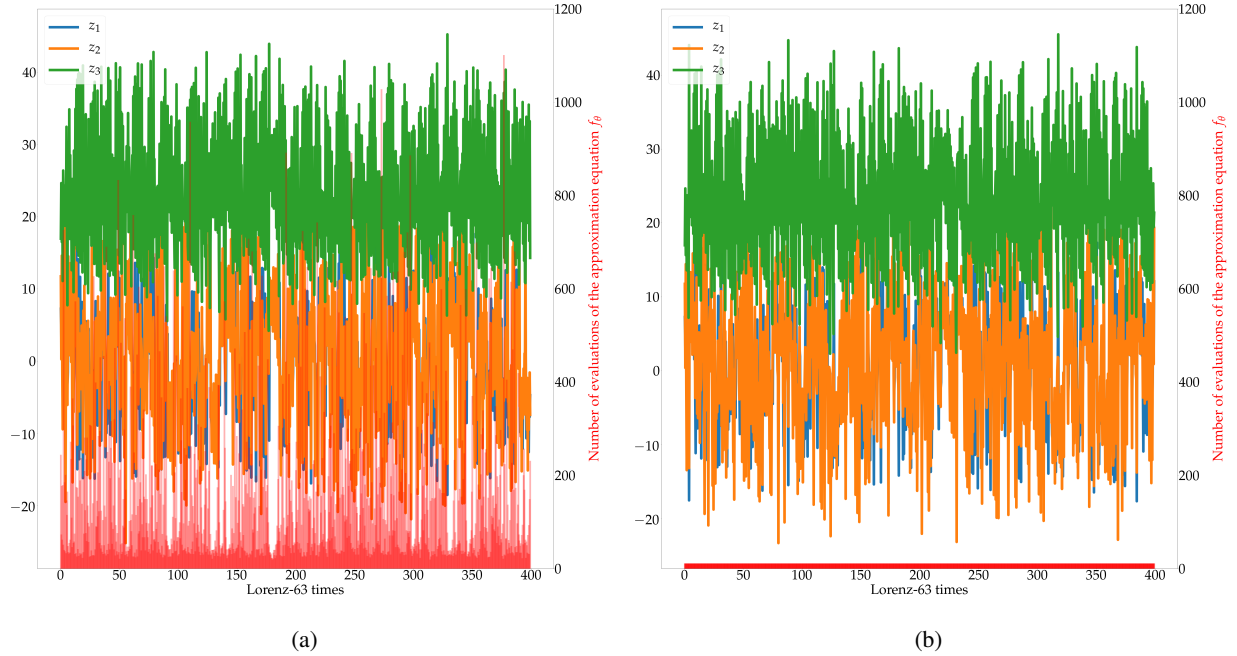 z₁
z₂
z₃
40
30
20
10
0
−10
−20
1200
1000
800
600
400
200
0
Number of evaluations of the approximation equation f_θ
0 50 100 150 200 250 300 350 400
Lorenz-63 times
(a)
z₁
z₂
z₃
40
30
20
10
0
−10
−20
1200
1000
800
600
400
200
0
Number of evaluations of the approximation equation f_θ
0 50 100 150 200 250 300 350 400
Lorenz-63 times
(b)